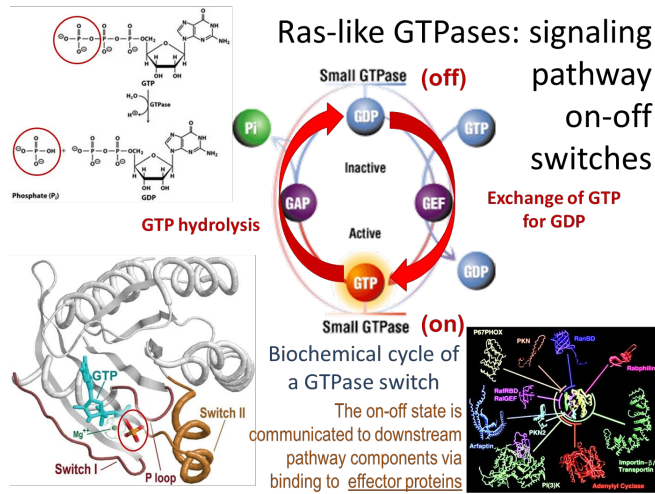 Ras-like GTPases: signaling
pathway
on-off
switches
GTP
H₂O
GTPase
H⊕
+
Phosphate (Pi)
GDP
Small GTPase (off)
GDP
Pi
GTP
Inactive
GAP
GEF
Active
GTP
GDP
Small GTPase (on)
GTP hydrolysis
Exchange of GTP
for GDP
GTP
Mg⁺⁺
Switch I
P loop
Switch II
Biochemical cycle of
a GTPase switch
The on-off state is
communicated to downstream
pathway components via
binding to effector proteins
P67PHOX
PKN
RanBD
Rabphilin
RafRBD
RalGEF
PKN2
Arfaptin
PI(3)K
Adenylyl Cyclase
Importin-β/
Transportin